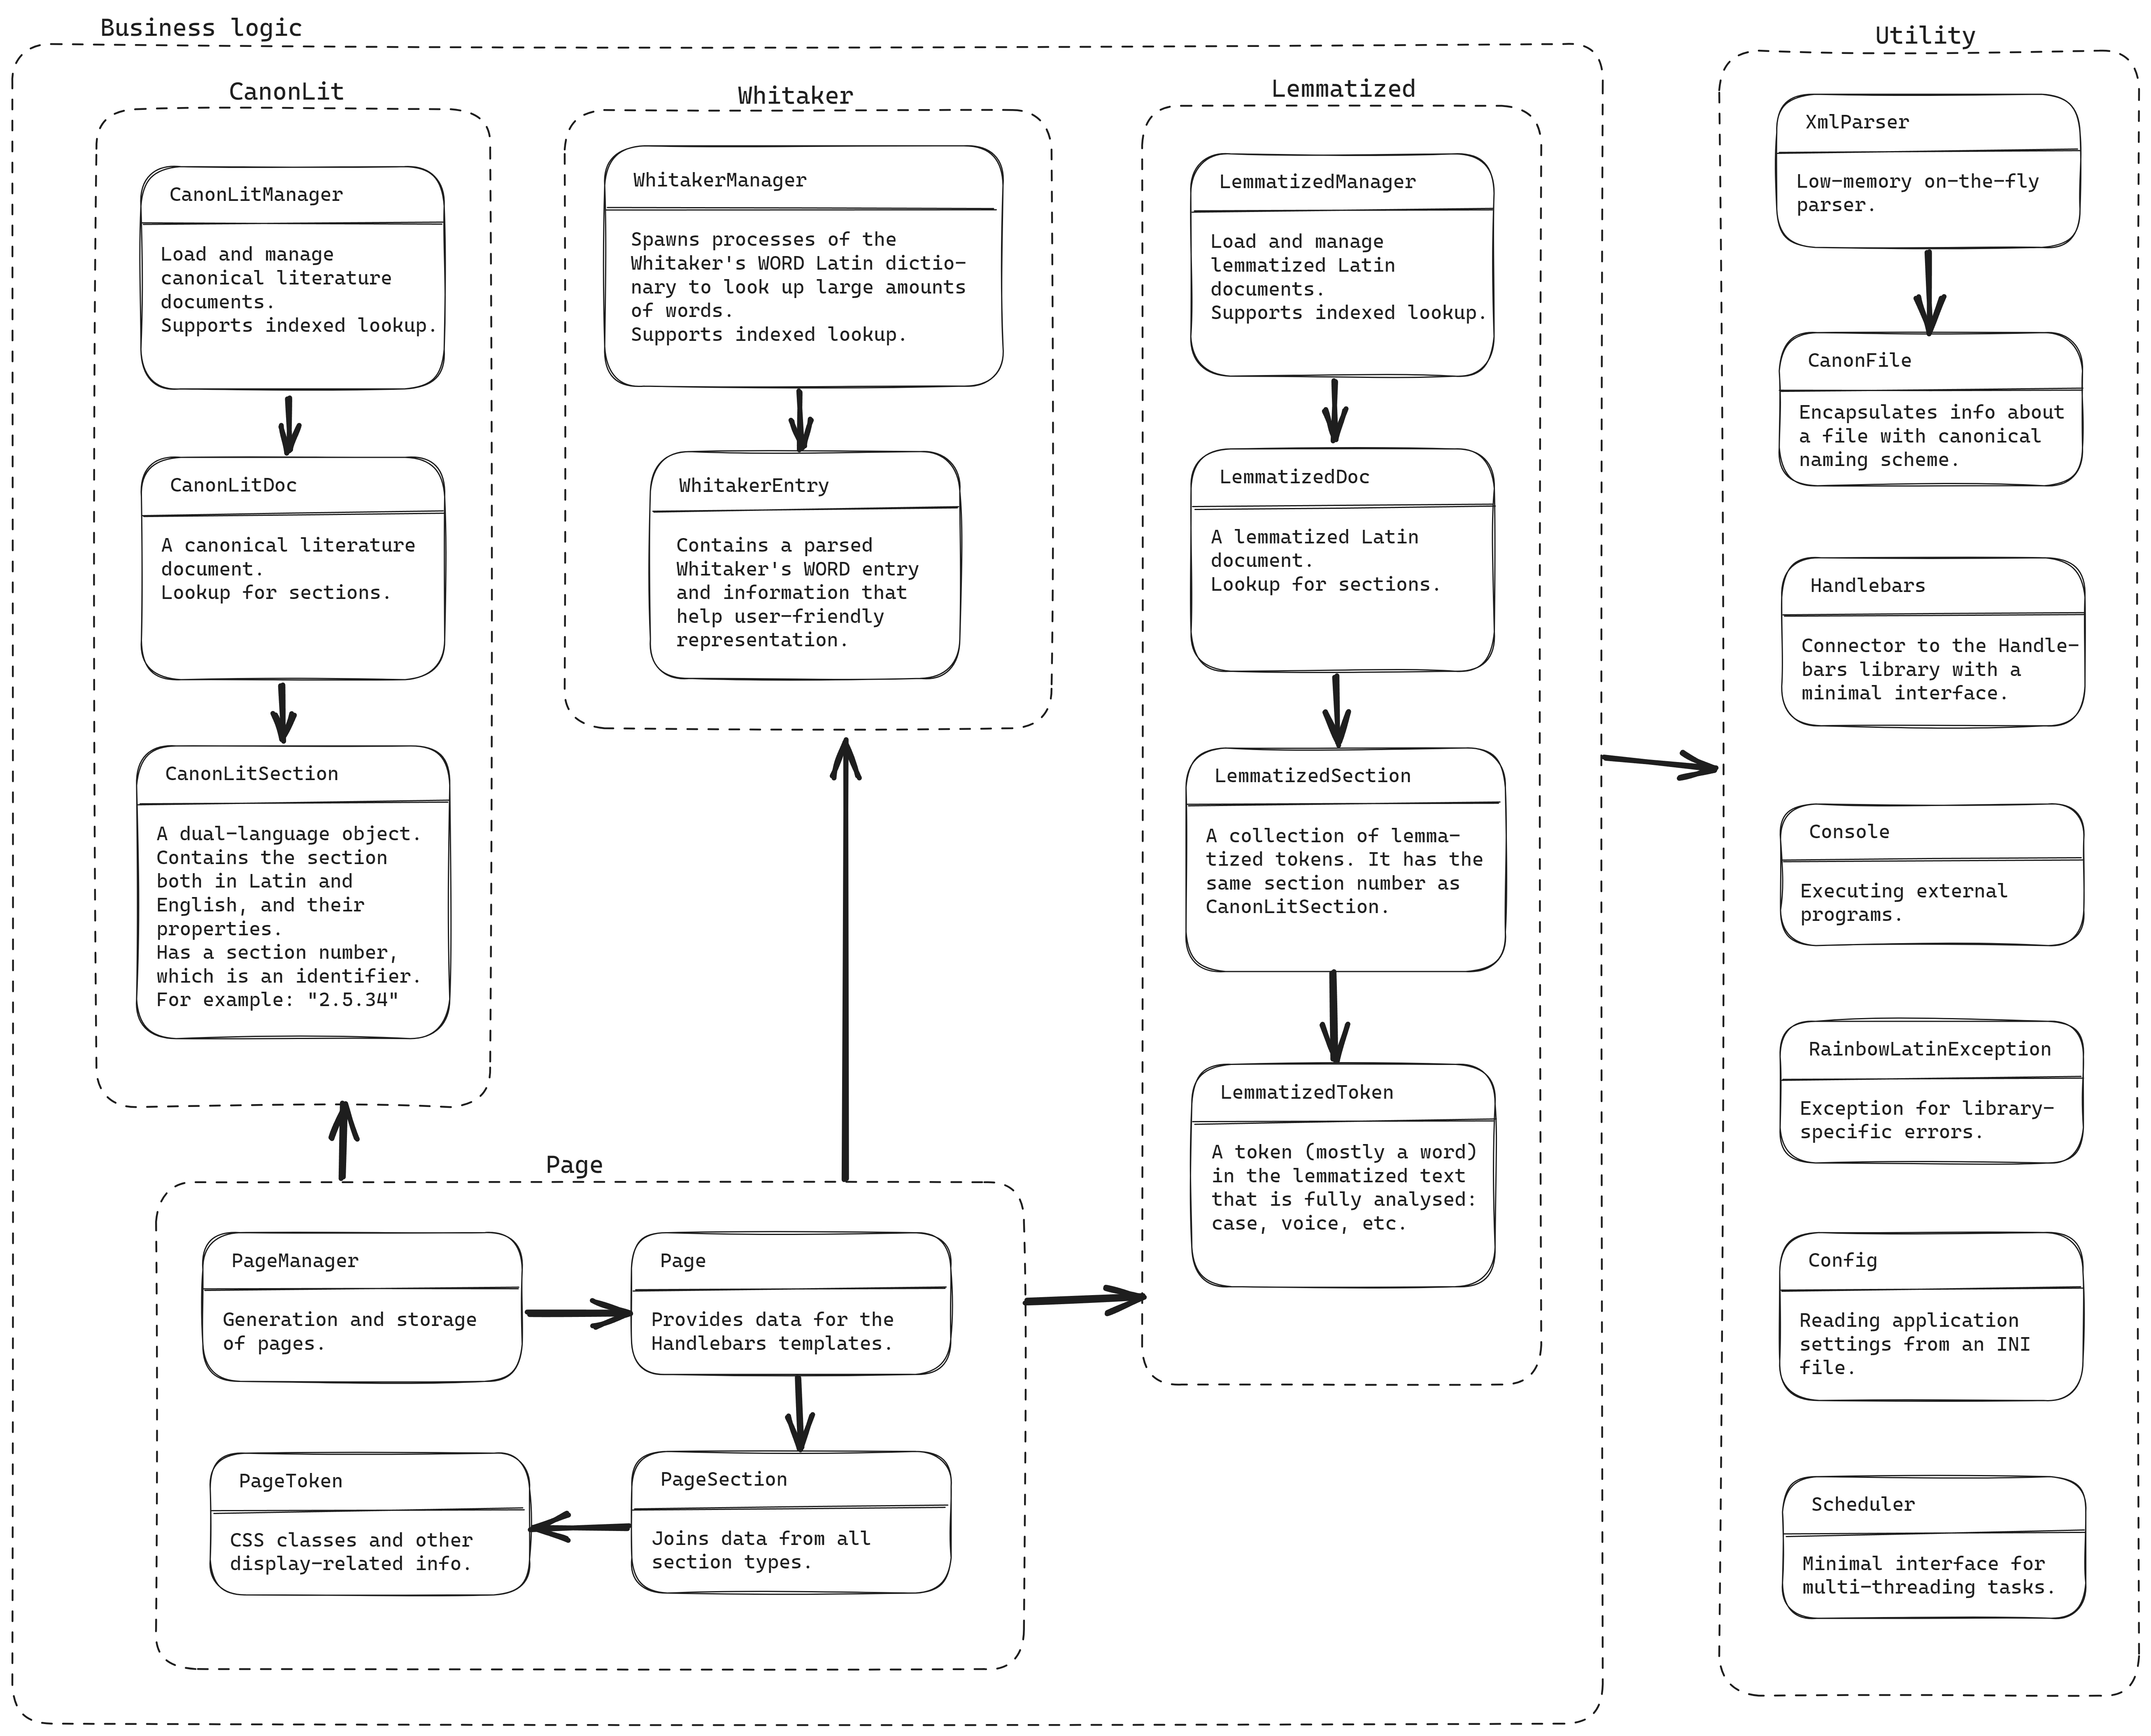 Business logic
CanonLit
CanonLitManager
Load and manage
canonical literature
documents.
Supports indexed lookup.
CanonLitDoc
A canonical literature
document.
Lookup for sections.
CanonLitSection
A dual-language object.
Contains the section
both in Latin and
English, and their
properties.
Has a section number,
which is an identifier.
For example: "2.5.34"
Whitaker
WhitakerManager
Spawns processes of the
Whitaker's WORD Latin dictio-
nary to look up large amounts
of words.
Supports indexed lookup.
WhitakerEntry
Contains a parsed
Whitaker's WORD entry
and information that
help user-friendly
representation.
Lemmatized
LemmatizedManager
Load and manage
lemmatized Latin
documents.
Supports indexed lookup.
LemmatizedDoc
A lemmatized Latin
document.
Lookup for sections.
LemmatizedSection
A collection of lemma-
tized tokens. It has the
same section number as
CanonLitSection.
LemmatizedToken
A token (mostly a word)
in the lemmatized text
that is fully analysed:
case, voice, etc.
Page
PageManager
Generation and storage
of pages.
Page
Provides data for the
Handlebars templates.
PageToken
CSS classes and other
display-related info.
PageSection
Joins data from all
section types.
Utility
XmlParser
Low-memory on-the-fly
parser.
CanonFile
Encapsulates info about
a file with canonical
naming scheme.
Handlebars
Connector to the Handle-
bars library with a
minimal interface.
Console
Executing external
programs.
RainbowLatinException
Exception for library-
specific errors.
Config
Reading application
settings from an INI
file.
Scheduler
Minimal interface for
multi-threading tasks.